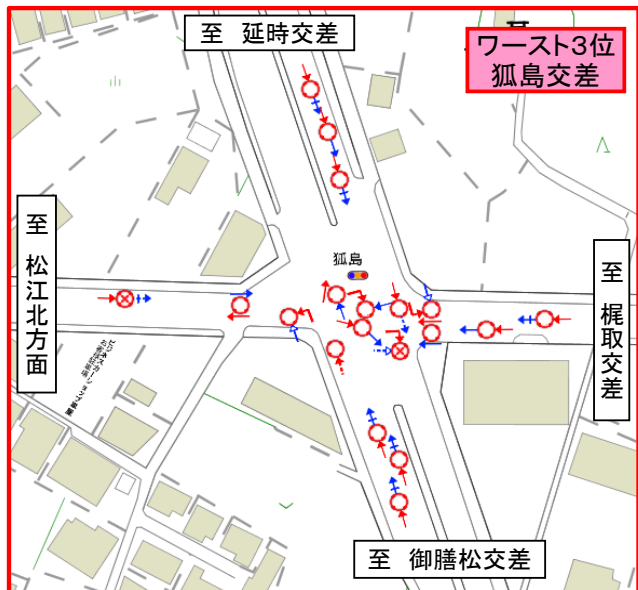 至 延時交差
ワースト3位
狐島交差
狐島
至 松江北方面
至 梶取交差
至 御膳松交差